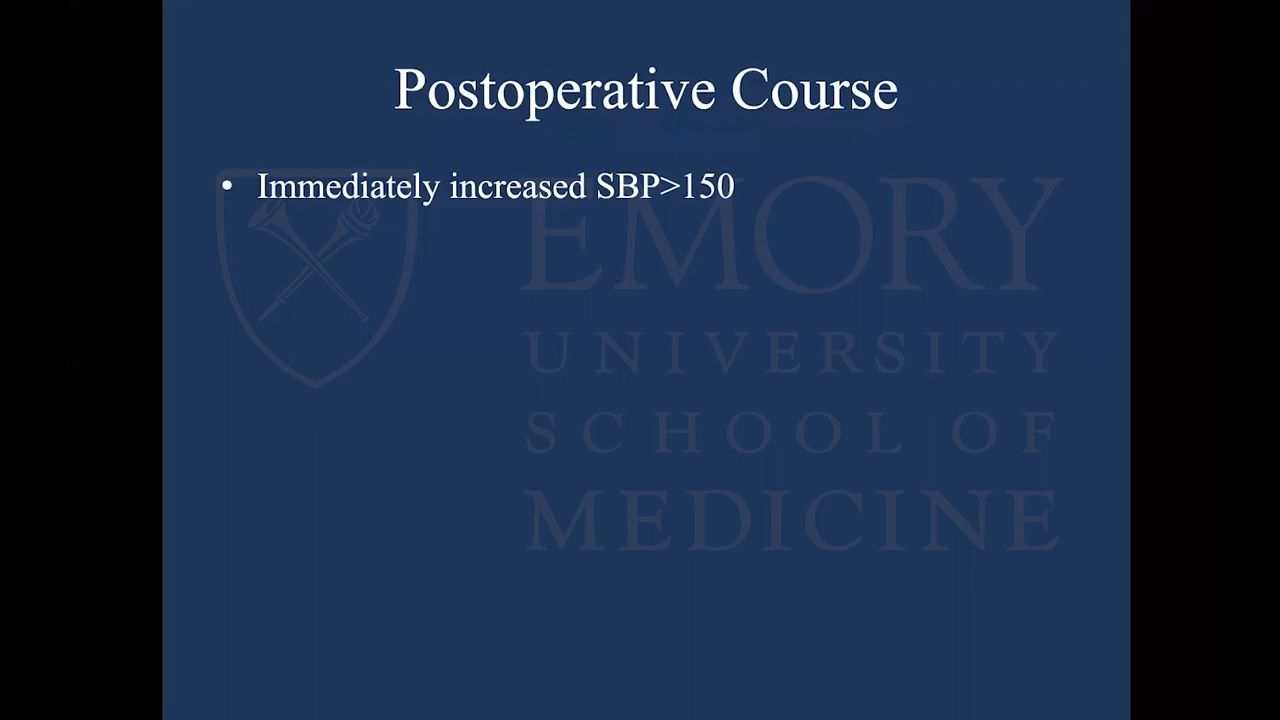 Postoperative Course
• Immediately increased SBP>150
EMORY
UNIVERSITY
SCHOOL OF
MEDICINE